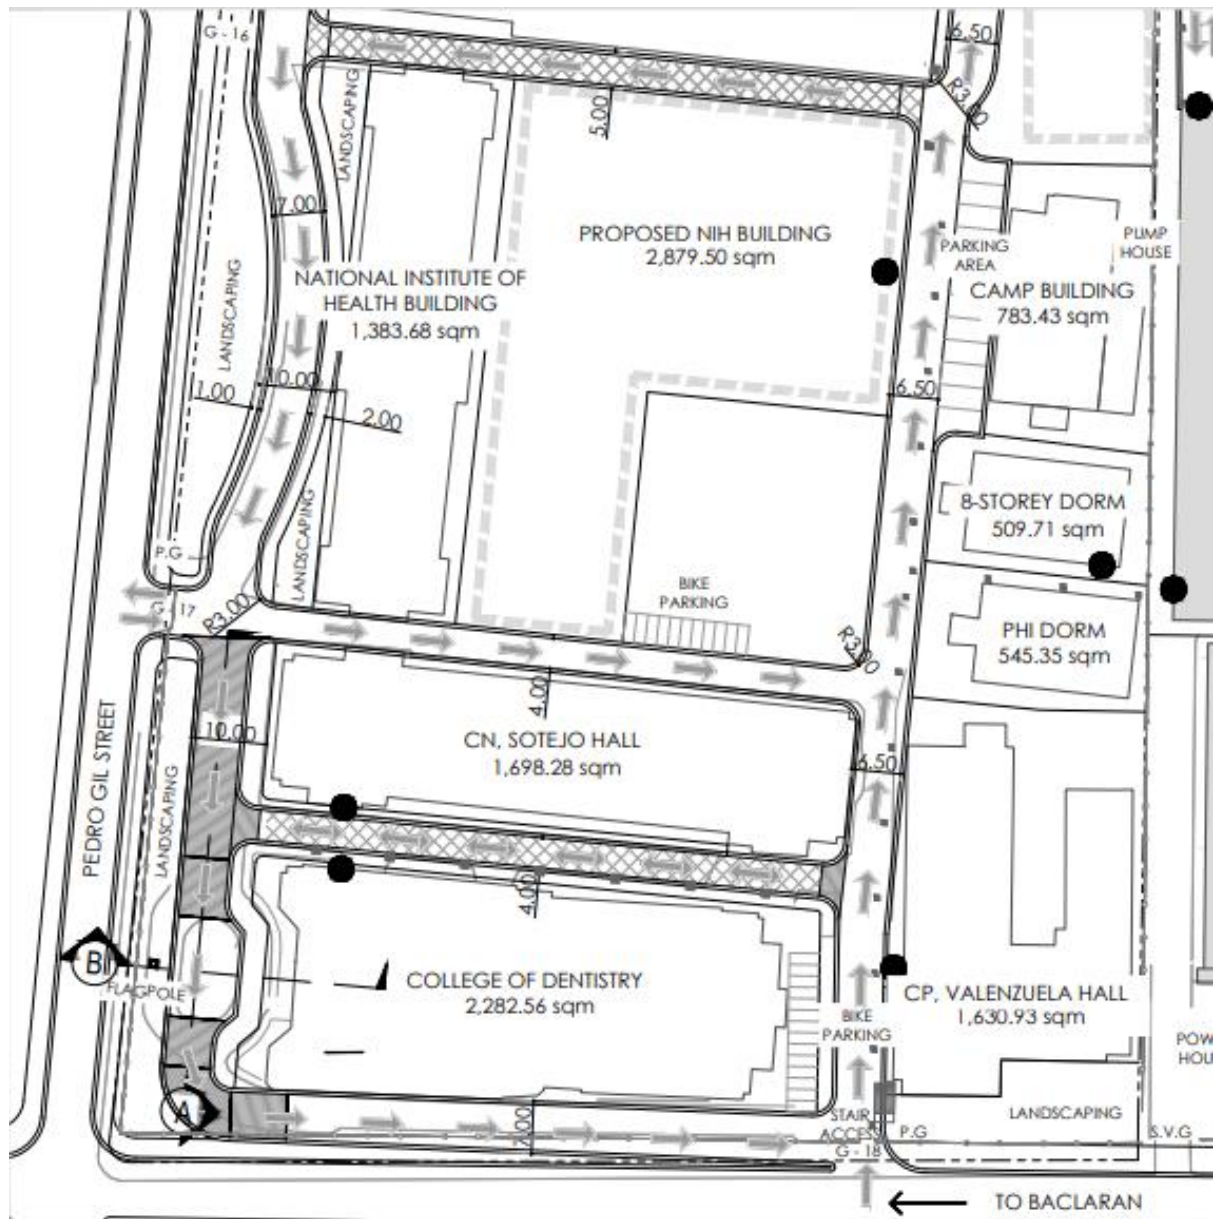 G - 16
6.50
R3.00
LANDSCAPING
5.00
7.00
PROPOSED NIH BUILDING
2,879.50 sqm
PUMP
HOUSE
PARKING
AREA
NATIONAL INSTITUTE OF
HEALTH BUILDING
1,383.68 sqm
CAMP BUILDING
783.43 sqm
LANDSCAPING
1.00
10.00
2.00
6.50
8-STOREY DORM
509.71 sqm
LANDSCAPING
P.G
BIKE
PARKING
G - 17
R3.00
R3.00
PHI DORM
545.35 sqm
4.00
10.00
CN, SOTEJO HALL
1,698.28 sqm
6.50
PEDRO GIL STREET
LANDSCAPING
4.00
B
FLAGPOLE
COLLEGE OF DENTISTRY
2,282.56 sqm
CP, VALENZUELA HALL
1,630.93 sqm
BIKE
PARKING
POW
HOU
A
7.00
STAIR
ACCESS
P.G
LANDSCAPING
S.V.G
G - 18
TO BACLARAN